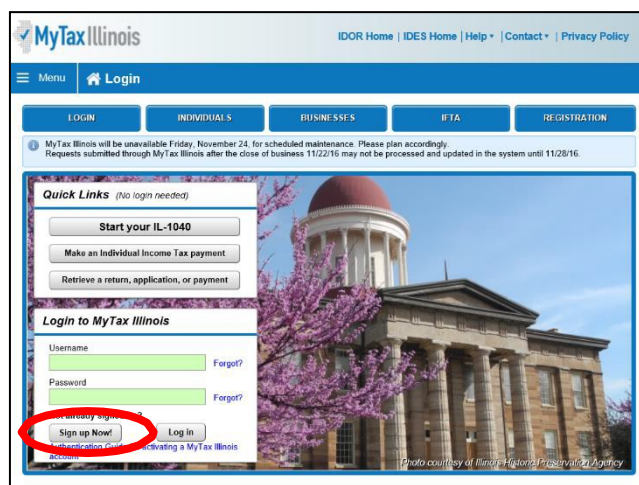 MyTax Illinois
IDOR Home | IDES Home | Help | Contact | Privacy Policy
Menu Login
LOGIN INDIVIDUALS BUSINESSES IFTA REGISTRATION
MyTax Illinois will be unavailable Friday, November 24, for scheduled maintenance. Please plan accordingly.
Requests submitted through MyTax Illinois after the close of business 11/22/16 may not be processed and updated in the system until 11/28/16.
Quick Links (No login needed)
Start your IL-1040
Make an Individual Income Tax payment
Retrieve a return, application, or payment
Login to MyTax Illinois
Username
Forgot?
Password
Forgot?
already
Sign up Now! Log in
Authentication activating a MyTax Illinois
account
Photo courtesy of Illinois Historic Preservation Agency